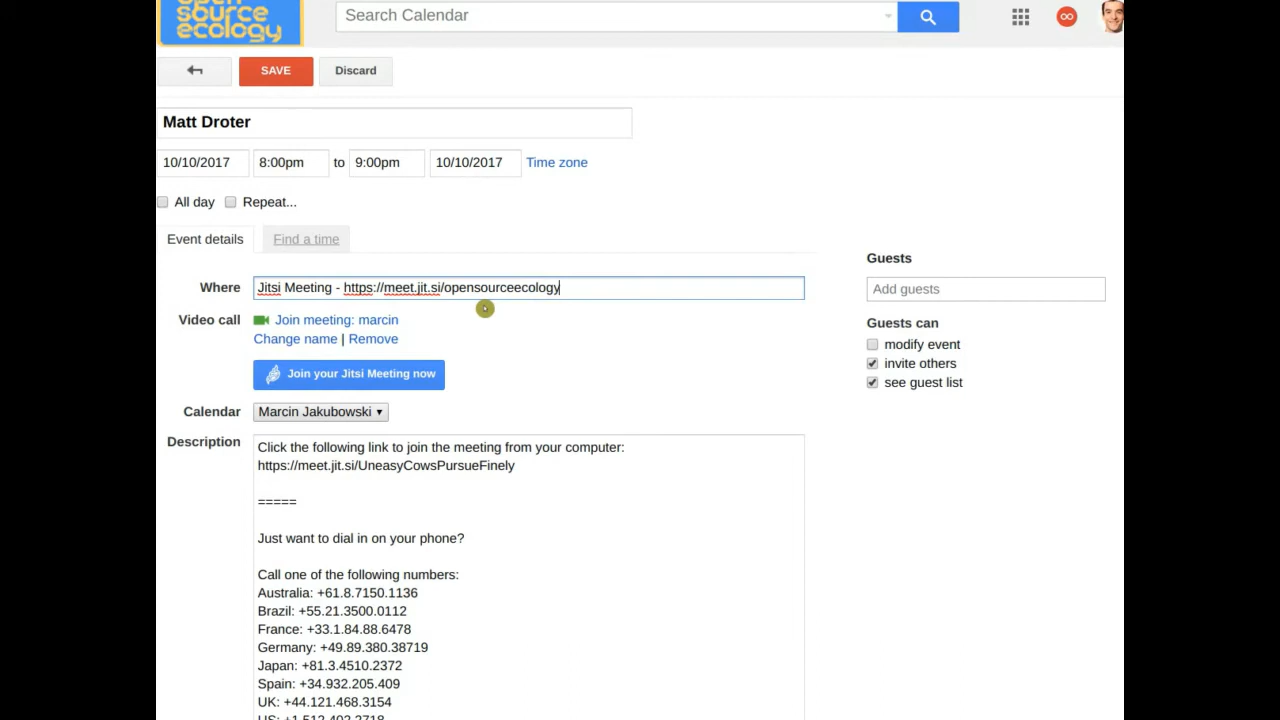 open
source
ecology
Search Calendar
SAVE
Discard
Matt Droter
10/10/2017
8:00pm
to
9:00pm
10/10/2017
Time zone
All day
Repeat...
Event details
Find a time
Where
Jitsi Meeting - https://meet.jit.si/opensourceecology
Video call
Join meeting: marcin
Change name | Remove
Join your Jitsi Meeting now
Calendar
Marcin Jakubowski
Description
Click the following link to join the meeting from your computer:
https://meet.jit.si/UneasyCowsPursueFinely
=====
Just want to dial in on your phone?
Call one of the following numbers:
Australia: +61.8.7150.1136
Brazil: +55.21.3500.0112
France: +33.1.84.88.6478
Germany: +49.89.380.38719
Japan: +81.3.4510.2372
Spain: +34.932.205.409
UK: +44.121.468.3154
US: +1.512.402.2718
Guests
Add guests
Guests can
modify event
invite others
see guest list